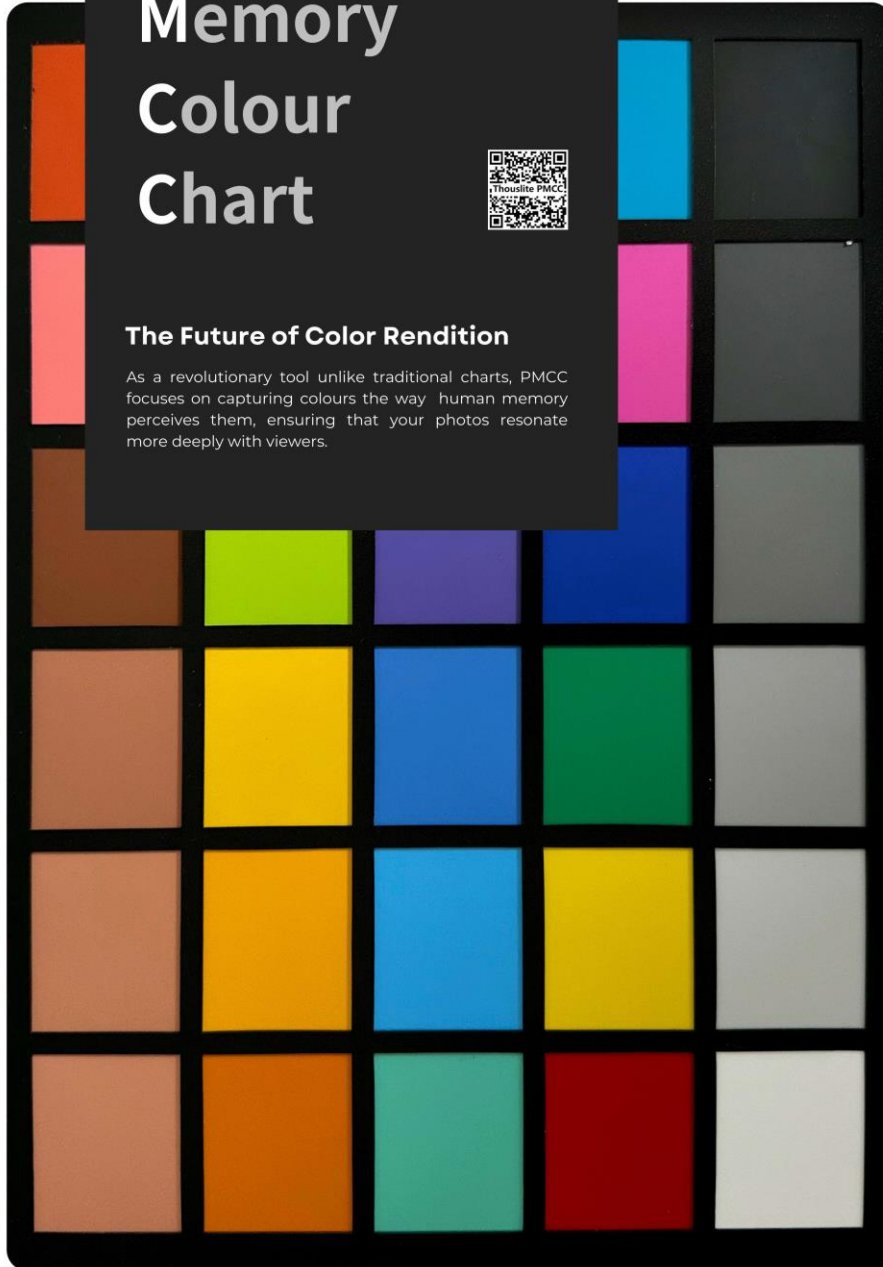 Memory
Colour
Chart
Thouslite PMCC
The Future of Color Rendition
As a revolutionary tool unlike traditional charts, PMCC
focuses on capturing colours the way human memory
perceives them, ensuring that your photos resonate
more deeply with viewers.